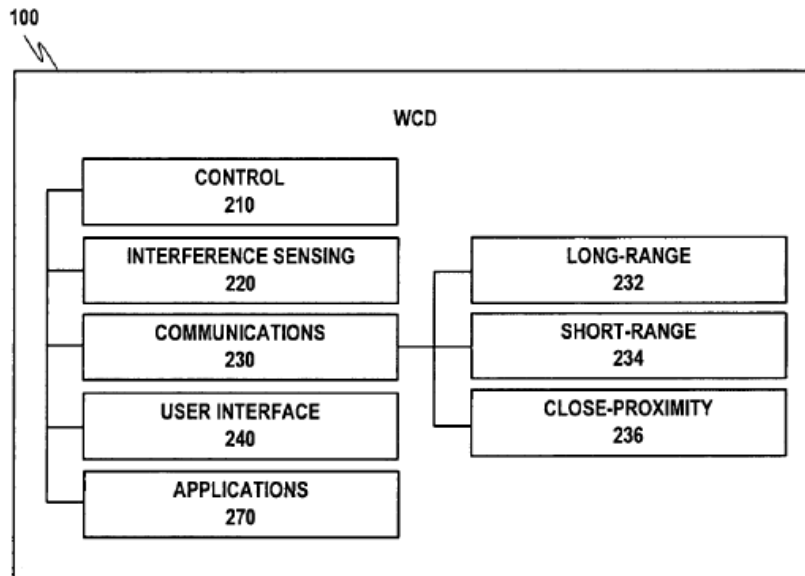 100
WCD
CONTROL
210
INTERFERENCE SENSING
220
COMMUNICATIONS
230
USER INTERFACE
240
APPLICATIONS
270
LONG-RANGE
232
SHORT-RANGE
234
CLOSE-PROXIMITY
236